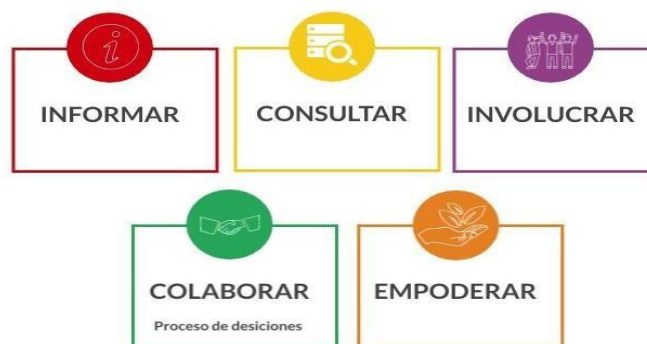 i
INFORMAR
CONSULTAR
INVOLUCRAR
COLABORAR
Proceso de desiciones
EMPODERAR